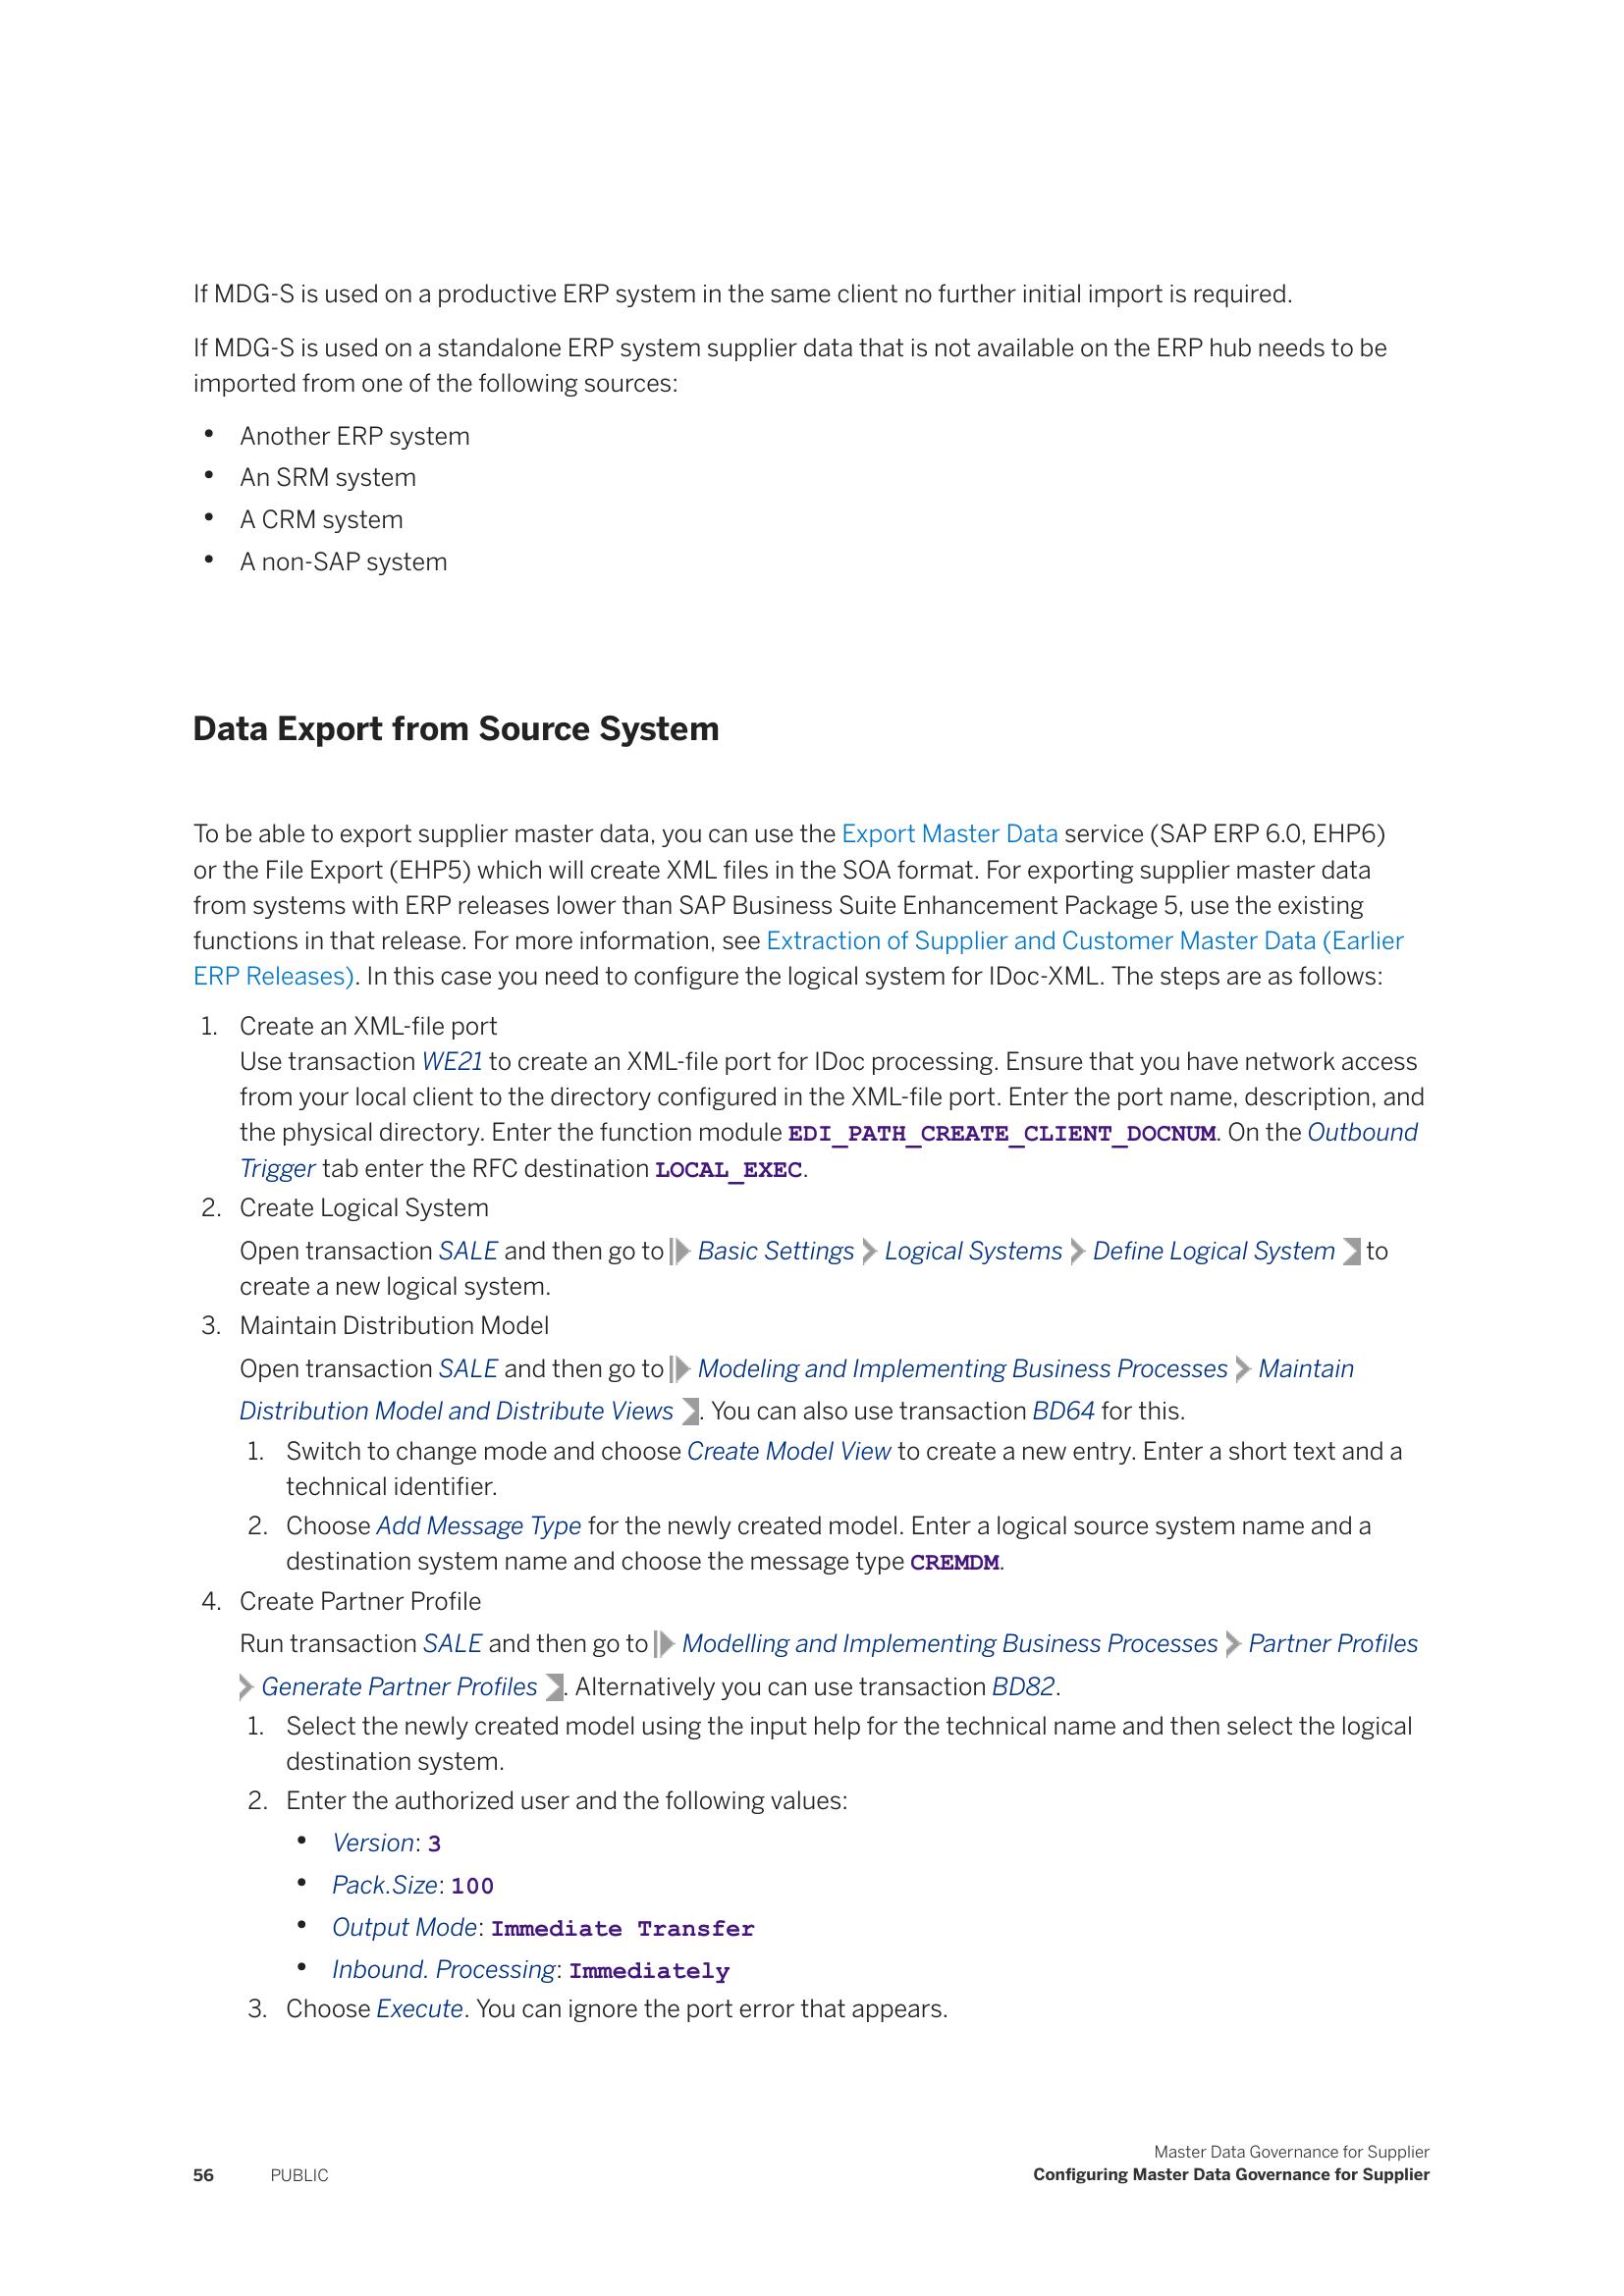 If MDG-S is used on a productive ERP system in the same client no further initial import is required.
If MDG-S is used on a standalone ERP system supplier data that is not available on the ERP hub needs to be
imported from one of the following sources:
• Another ERP system
• An SRM system
• A CRM system
• A non-SAP system
Data Export from Source System
To be able to export supplier master data, you can use the Export Master Data service (SAP ERP 6.0, EHP6)
or the File Export (EHP5) which will create XML files in the SOA format. For exporting supplier master data
from systems with ERP releases lower than SAP Business Suite Enhancement Package 5, use the existing
functions in that release. For more information, see Extraction of Supplier and Customer Master Data (Earlier
ERP Releases). In this case you need to configure the logical system for IDoc-XML. The steps are as follows:
1. Create an XML-file port
Use transaction WE21 to create an XML-file port for IDoc processing. Ensure that you have network access
from your local client to the directory configured in the XML-file port. Enter the port name, description, and
the physical directory. Enter the function module EDI_PATH_CREATE_CLIENT_DOCNUM. On the Outbound
Trigger tab enter the RFC destination LOCAL_EXEC.
2. Create Logical System
Open transaction SALE and then go to Basic Settings Logical Systems Define Logical System to
create a new logical system.
3. Maintain Distribution Model
Open transaction SALE and then go to Modeling and Implementing Business Processes Maintain
Distribution Model and Distribute Views . You can also use transaction BD64 for this.
1. Switch to change mode and choose Create Model View to create a new entry. Enter a short text and a
technical identifier.
2. Choose Add Message Type for the newly created model. Enter a logical source system name and a
destination system name and choose the message type CREMDM.
4. Create Partner Profile
Run transaction SALE and then go to Modelling and Implementing Business Processes Partner Profiles
Generate Partner Profiles . Alternatively you can use transaction BD82.
1. Select the newly created model using the input help for the technical name and then select the logical
destination system.
2. Enter the authorized user and the following values:
• Version: 3
• Pack.Size: 100
• Output Mode: Immediate Transfer
• Inbound. Processing: Immediately
3. Choose Execute. You can ignore the port error that appears.
Master Data Governance for Supplier
56 PUBLIC Configuring Master Data Governance for Supplier